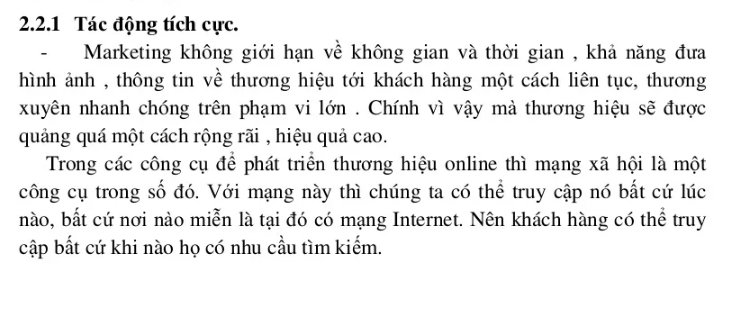 2.2.1 Tác động tích cực.
- Marketing không giới hạn về không gian và thời gian , khả năng đưa
hình ảnh , thông tin về thương hiệu tới khách hàng một cách liên tục, thương
xuyên nhanh chóng trên phạm vi lớn . Chính vì vậy mà thương hiệu sẽ được
quảng quá một cách rộng rãi , hiệu quả cao.
Trong các công cụ để phát triển thương hiệu online thì mạng xã hội là một
công cụ trong số đó. Với mạng này thì chúng ta có thể truy cập nó bất cứ lúc
nào, bất cứ nơi nào miễn là tại đó có mạng Internet. Nên khách hàng có thể truy
cập bất cứ khi nào họ có nhu cầu tìm kiếm.